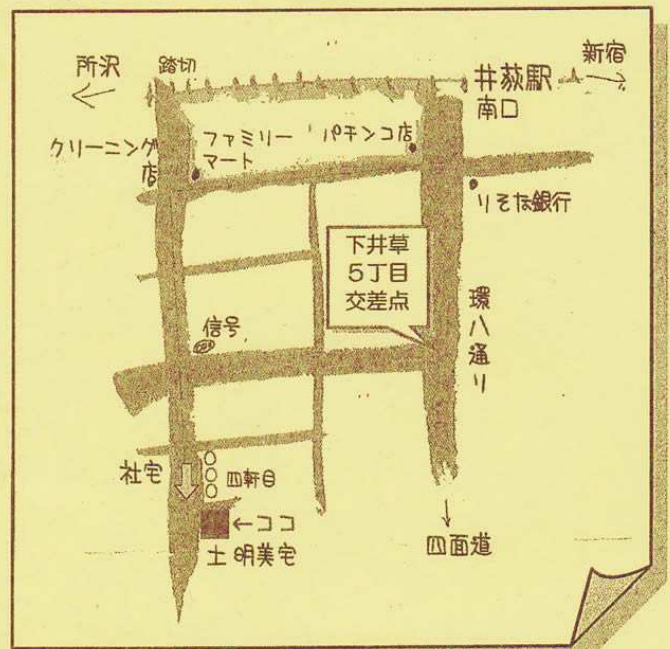 所沢
踏切
井荻駅
南口
新宿
クリーニング
店
ファミリー
マート
パチンコ店
りそな銀行
下井草
5丁目
交差点
環八通り
信号
社宅
四軒目
←ココ
土明美宅
四面道